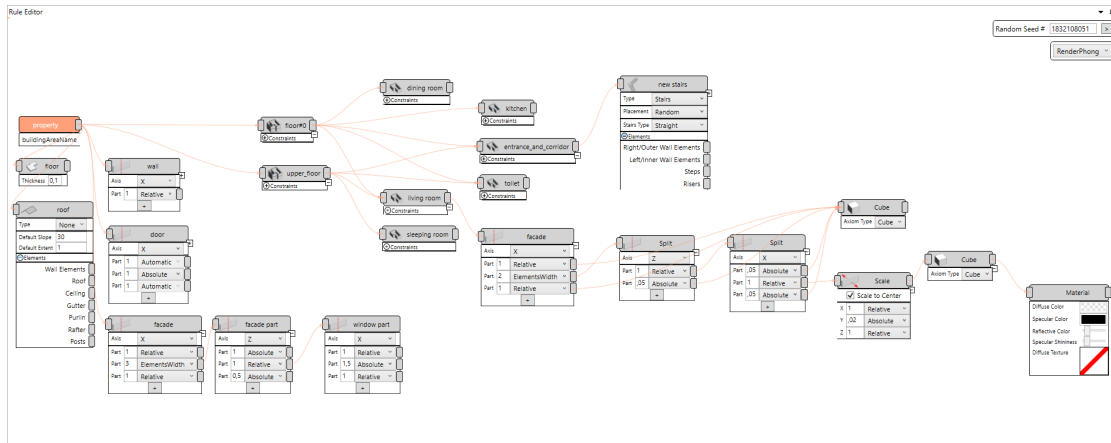 Rule Editor
Random Seed # 1832108051 >
RenderPhong
property
buildingAreaName
floor
Thickness 0,1
roof
Type None
Default Slope 30
Default Extent 1
Elements
Wall Elements
Roof
Ceiling
Gutter
Purlin
Rafter
Posts
wall
Axis X
Part 1 Relative
+
door
Axis X
Part 1 Automatic
Part 1 Absolute
Part 1 Automatic
+
facade
Axis X
Part 1 Relative
Part 3 ElementsWidth
Part 1 Relative
+
facade part
Axis Z
Part 1 Absolute
Part 1 Relative
Part 0,5 Absolute
+
window part
Axis X
Part 1 Relative
Part 1,5 Absolute
Part 1 Relative
+
floor#0
Constraints
upper_floor
Constraints
dining room
Constraints
kitchen
Constraints
entrance_and_corridor
Constraints
toilet
Constraints
living room
Constraints
sleeping room
Constraints
new stairs
Type Stairs
Placement Random
Stairs Type Straight
Elements
Right/Outer Wall Elements
Left/Inner Wall Elements
Steps
Risers
facade
Axis X
Part 1 Relative
Part 2 ElementsWidth
Part 1 Relative
+
Split
Axis Z
Part 1 Relative
Part ,05 Absolute
+
Split
Axis X
Part ,05 Absolute
Part 1 Relative
Part ,05 Absolute
+
Cube
Axiom Type Cube
Scale
Scale to Center
X 1 Relative
Y ,02 Absolute
Z 1 Relative
Cube
Axiom Type Cube
Material
Diffuse Color
Specular Color
Reflective Color
Specular Shininess
Diffuse Texture